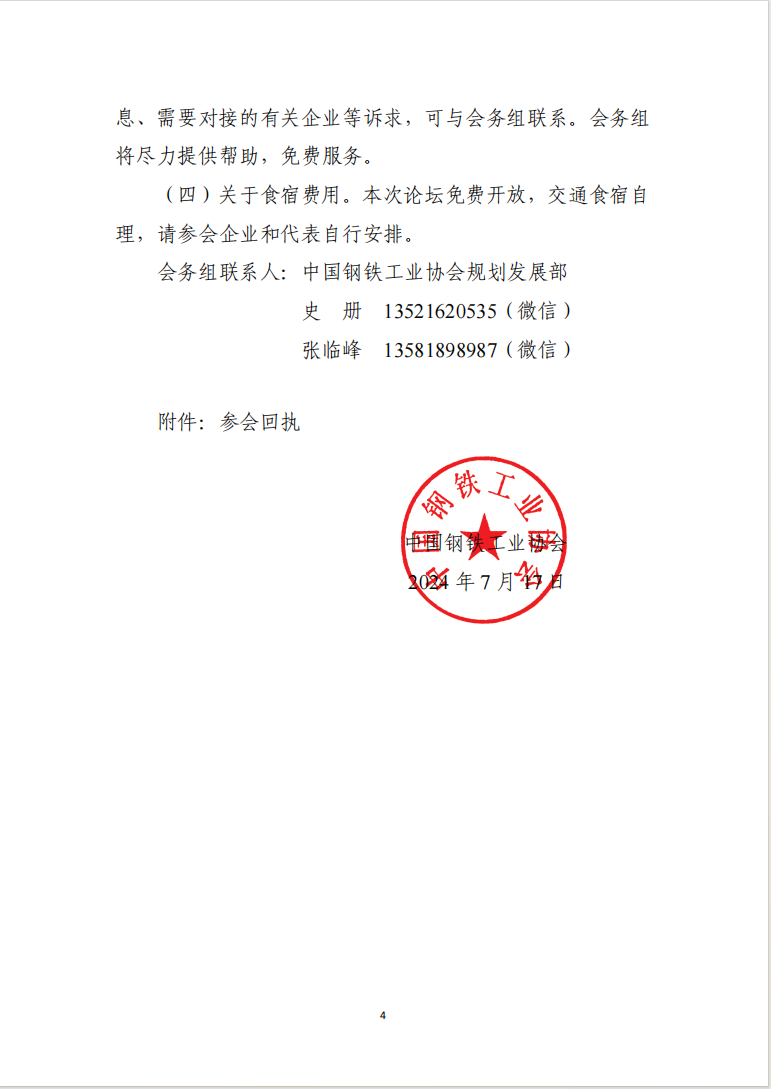 息、需要对接的有关企业等诉求，可与会务组联系。会务组
将尽力提供帮助，免费服务。
（四）关于食宿费用。本次论坛免费开放，交通食宿自
理，请参会企业和代表自行安排。
会务组联系人：中国钢铁工业协会规划发展部
史　册　13521620535（微信）
张临峰　13581898987（微信）
附件：参会回执
中国钢铁工业协会
中国钢铁工业协会
2024 年 7 月 17 日
4